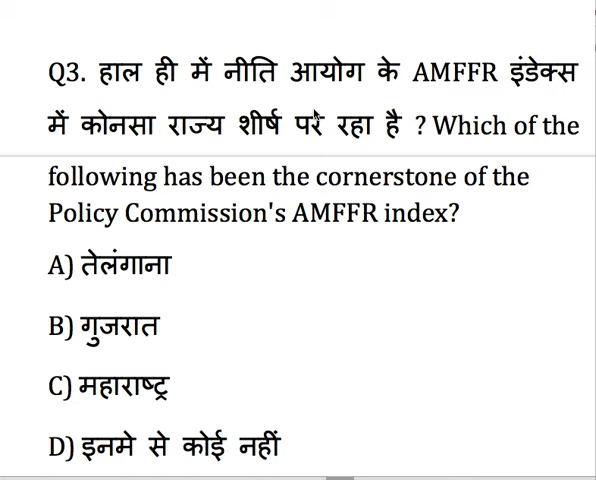 Q3. हाल ही में नीति आयोग के AMFFR इंडेक्स
में कोनसा राज्य शीर्ष पर रहा है ? Which of the
following has been the cornerstone of the
Policy Commission's AMFFR index?
A) तेलंगाना
B) गुजरात
C) महाराष्ट्र
D) इनमे से कोई नहीं